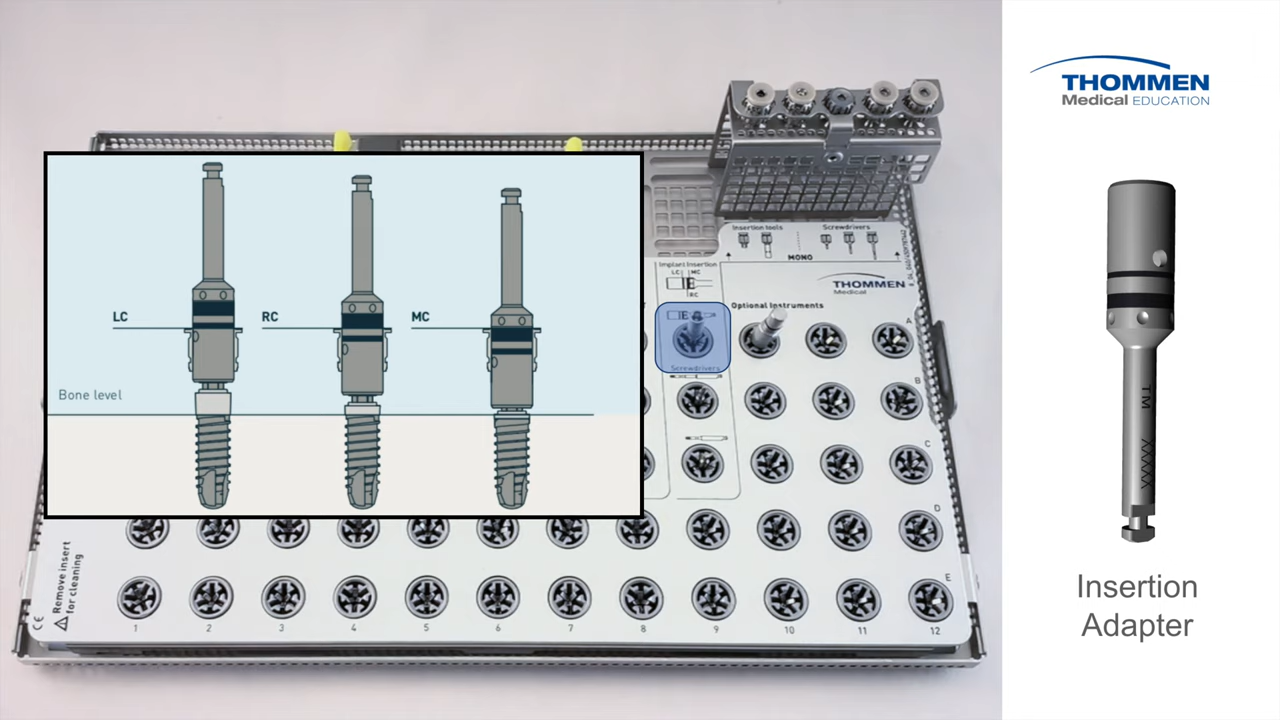 THOMMEN
Medical EDUCATION
Insertion tools
Screwdrivers
MONO
Implant Insertion
LC MC
RC
THOMMEN
Medical
Optional Instruments
Screwdrivers
LC
RC
MC
Bone level
A
B
C
D
E
Remove insert
for cleaning
CE
1 2 3 4 5 6 7 8 9 10 11 12
TM XXXXX
Insertion
Adapter